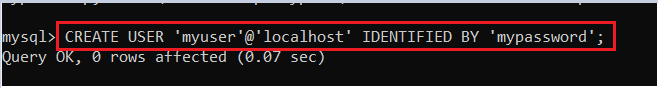 mysql> CREATE USER 'myuser'@'localhost' IDENTIFIED BY 'mypassword';
Query OK, 0 rows affected (0.07 sec)